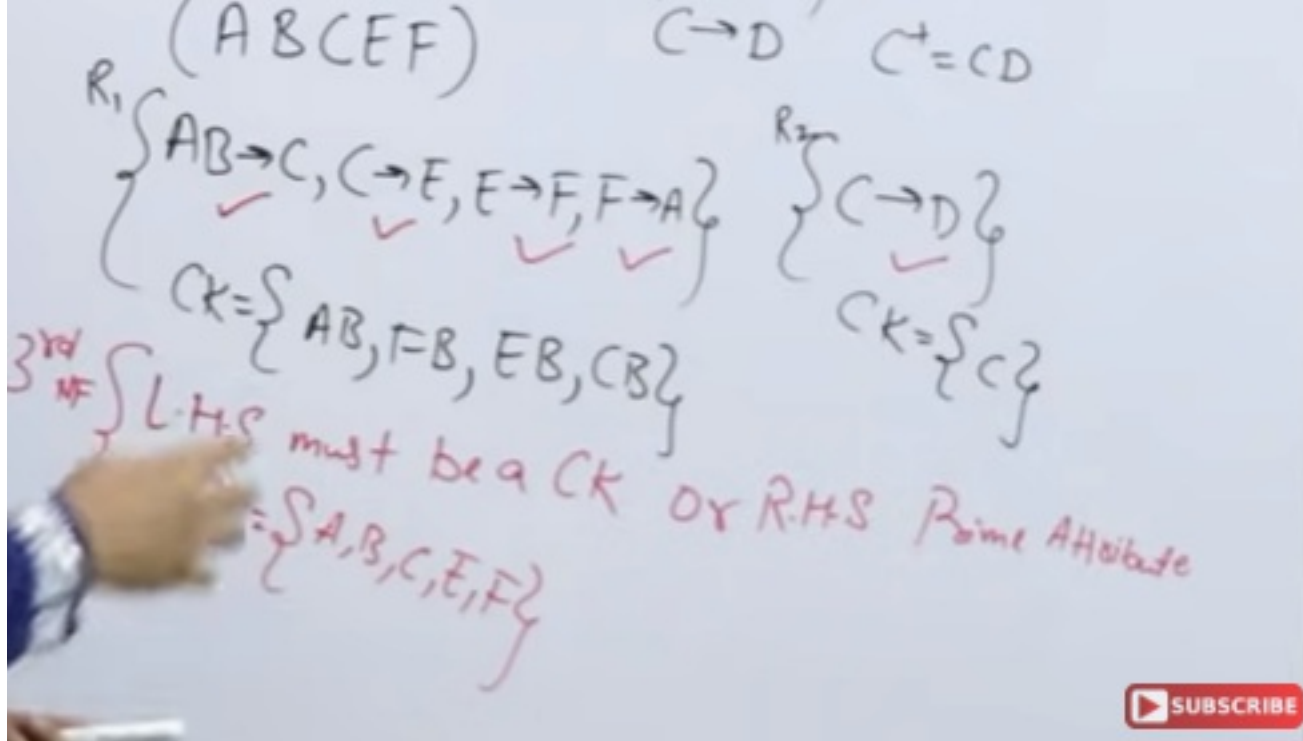 (ABCEF) C→D C⁺=CD
R₁ {AB→C, C→E, E→F, F→A} R₂ {C→D}
CK={AB, FB, EB, CB} CK={C}
3rd NF {L.H.S must be a CK Or R.H.S Prime Attribute
={A,B,C,E,F}
SUBSCRIBE